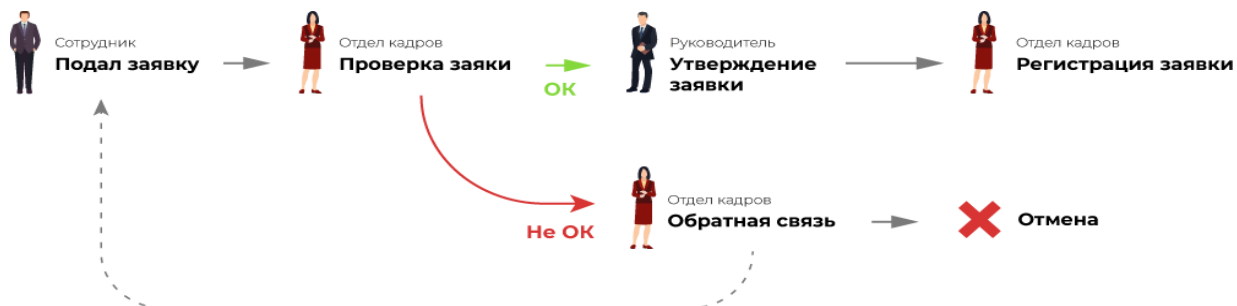 Сотрудник
Подал заявку
Отдел кадров
Проверка заяки
ОК
Руководитель
Утверждение
заявки
Отдел кадров
Регистрация заявки
Не ОК
Отдел кадров
Обратная связь
Отмена